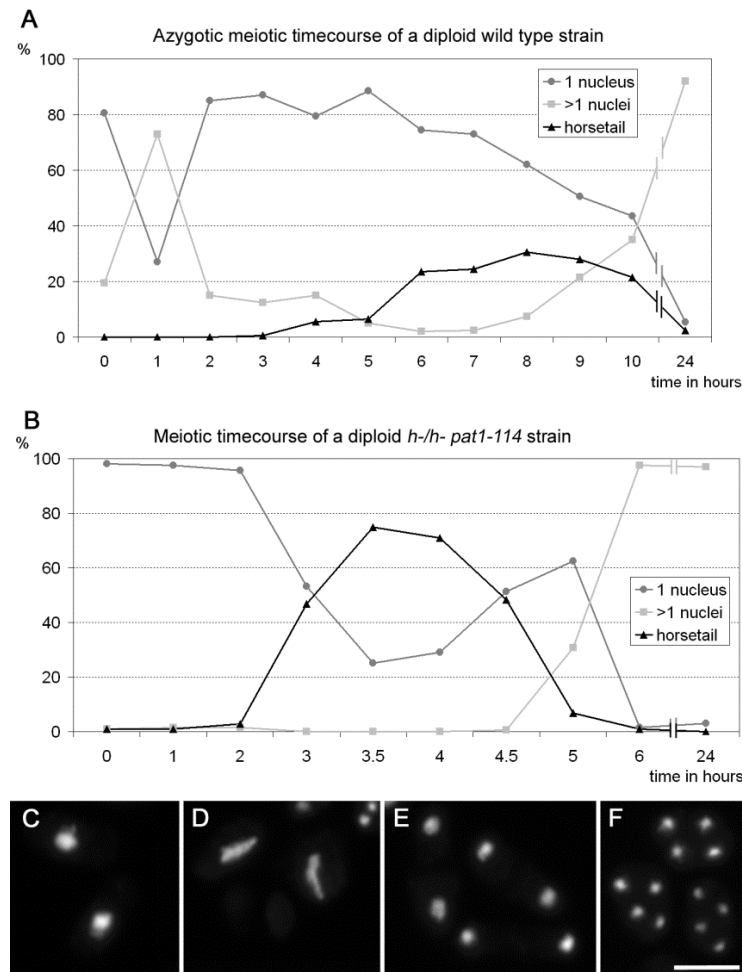 A
Azygotic meiotic timecourse of a diploid wild type strain
%
100
80
60
40
20
0
1 nucleus
>1 nuclei
horsetail
0 1 2 3 4 5 6 7 8 9 10 24
time in hours
B
Meiotic timecourse of a diploid h-/h- pat1-114 strain
%
100
80
60
40
20
0
1 nucleus
>1 nuclei
horsetail
0 1 2 3 3.5 4 4.5 5 6 24
time in hours
C D E F